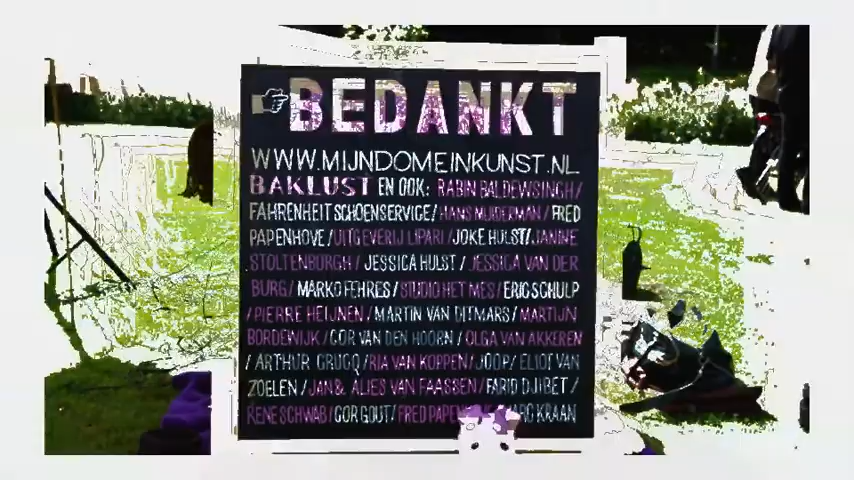 BEDANKT
WWW.MIJNDOMEINKUNST.NL
BAKLUST EN OOK: RABIN BALDEWSINGH/
FAHRENHEIT SCHOENSERVICE/ HANS MUIDERMAN / FRED
PAPENHOVE / UITGEVERIJ LIPARI / JOKE HULST/ JANINE
STOLTENBURGH / JESSICA HULST / JESSICA VAN DER
BURG/ MARKO FEHRES / STUDIO HET MES / ERIC SCHULP
/ PIERRE HEIJNEN / MARTIN VAN DITMARS / MARTIJN
BORDEWIJK / COR VAN DEN HOORN / OLGA VAN AKKEREN
/ ARTHUR GRUCQ / RIA VAN KOPPEN / JOOP / ELIOT VAN
ZOELEN / JAN & ALIES VAN FAASSEN / FARID DJIBET /
RENE SCHWAB / COR GOUT / FRED KRAAN